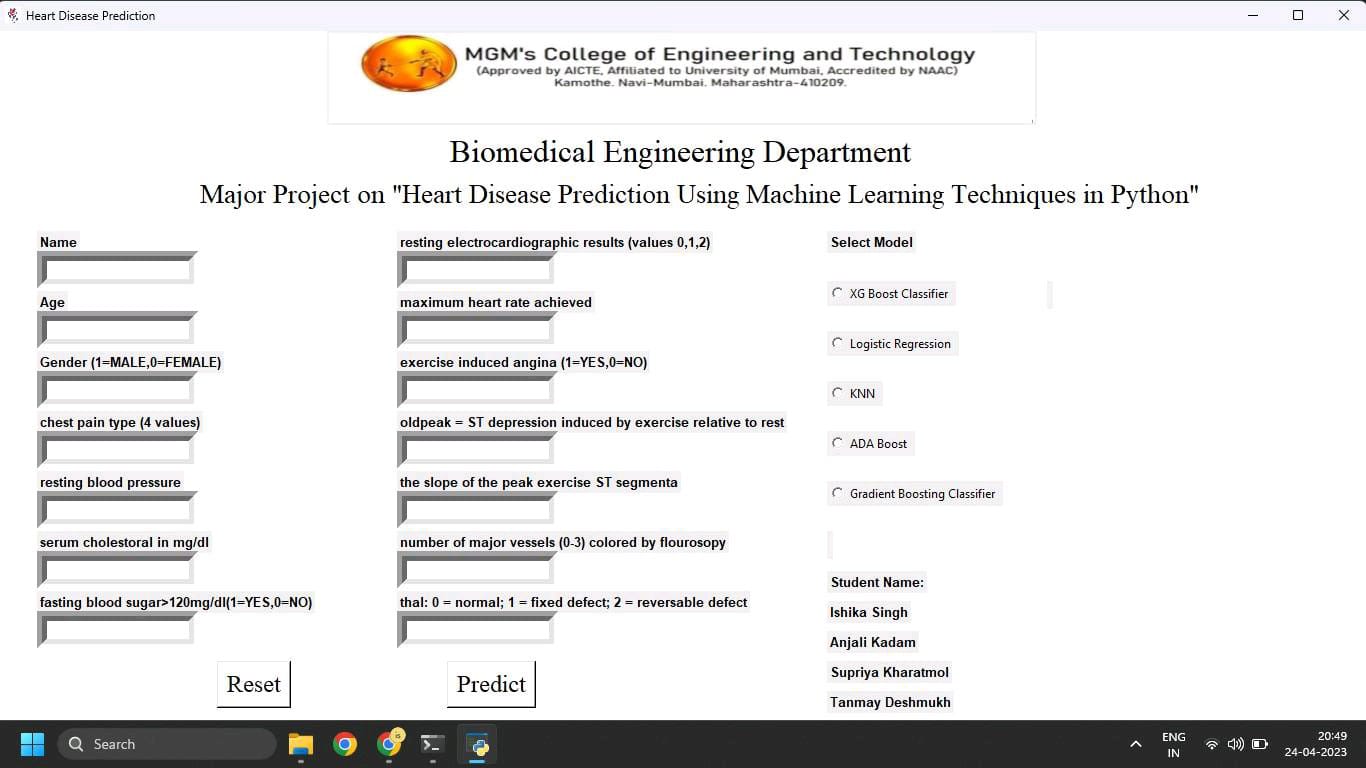 Heart Disease Prediction
MGM's College of Engineering and Technology
(Approved by AICTE, Affiliated to University of Mumbai, Accredited by NAAC)
Kamothe. Navi-Mumbai. Maharashtra-410209.
Biomedical Engineering Department
Major Project on "Heart Disease Prediction Using Machine Learning Techniques in Python"
Name
Age
Gender (1=MALE,0=FEMALE)
chest pain type (4 values)
resting blood pressure
serum cholestoral in mg/dl
fasting blood sugar>120mg/dl(1=YES,0=NO)
Reset
resting electrocardiographic results (values 0,1,2)
maximum heart rate achieved
exercise induced angina (1=YES,0=NO)
oldpeak = ST depression induced by exercise relative to rest
the slope of the peak exercise ST segmenta
number of major vessels (0-3) colored by flourosopy
thal: 0 = normal; 1 = fixed defect; 2 = reversable defect
Predict
Select Model
XG Boost Classifier
Logistic Regression
KNN
ADA Boost
Gradient Boosting Classifier
Student Name:
Ishika Singh
Anjali Kadam
Supriya Kharatmol
Tanmay Deshmukh
Search
is
ENG
IN
20:49
24-04-2023